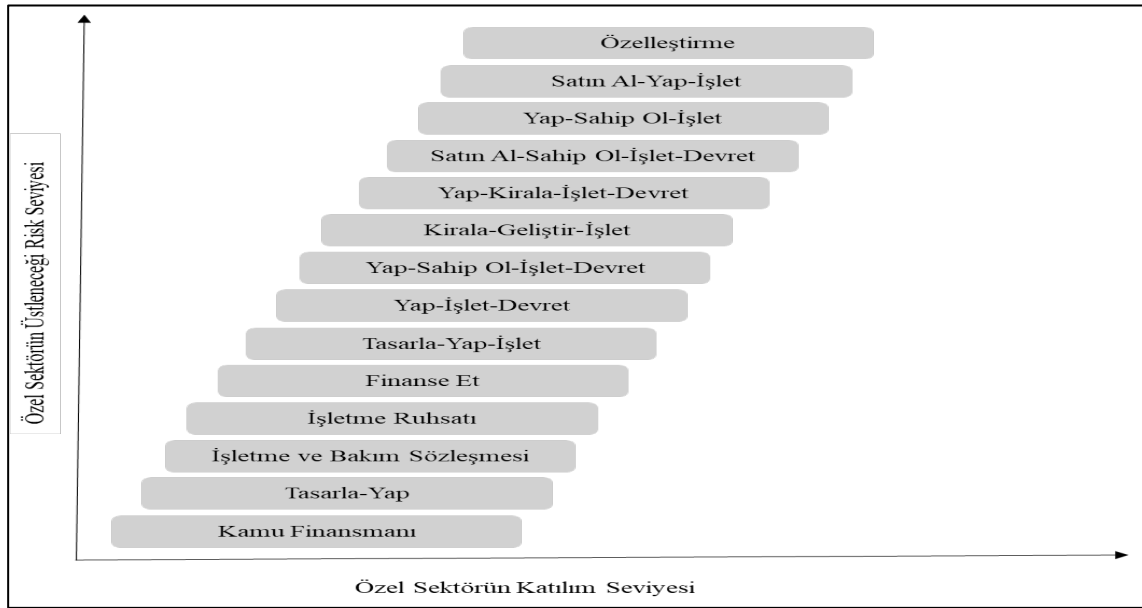 Özelleştirme
Satın Al-Yap-İşlet
Yap-Sahip Ol-İşlet
Satın Al-Sahip Ol-İşlet-Devret
Yap-Kirala-İşlet-Devret
Kirala-Geliştir-İşlet
Yap-Sahip Ol-İşlet-Devret
Yap-İşlet-Devret
Tasarla-Yap-İşlet
Finanse Et
İşletme Ruhsatı
İşletme ve Bakım Sözleşmesi
Tasarla-Yap
Kamu Finansmanı
Özel Sektörün Üstleneceği Risk Seviyesi
Özel Sektörün Katılım Seviyesi